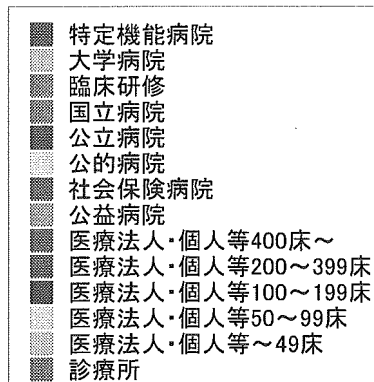 特定機能病院
大学病院
臨床研修
国立病院
公立病院
公的病院
社会保険病院
公益病院
医療法人・個人等400床～
医療法人・個人等200～399床
医療法人・個人等100～199床
医療法人・個人等50～99床
医療法人・個人等～49床
診療所